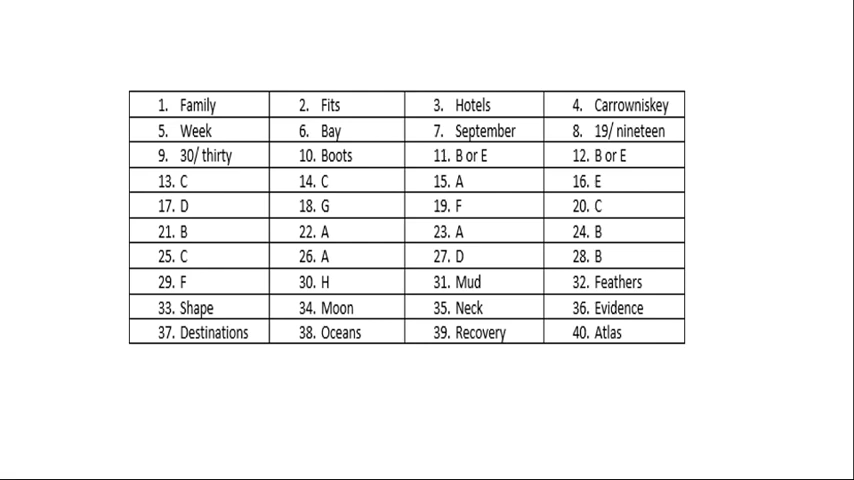 1. Family 2. Fits 3. Hotels 4. Carrowniskey
5. Week 6. Bay 7. September 8. 19/ nineteen
9. 30/ thirty 10. Boots 11. B or E 12. B or E
13. C 14. C 15. A 16. E
17. D 18. G 19. F 20. C
21. B 22. A 23. A 24. B
25. C 26. A 27. D 28. B
29. F 30. H 31. Mud 32. Feathers
33. Shape 34. Moon 35. Neck 36. Evidence
37. Destinations 38. Oceans 39. Recovery 40. Atlas